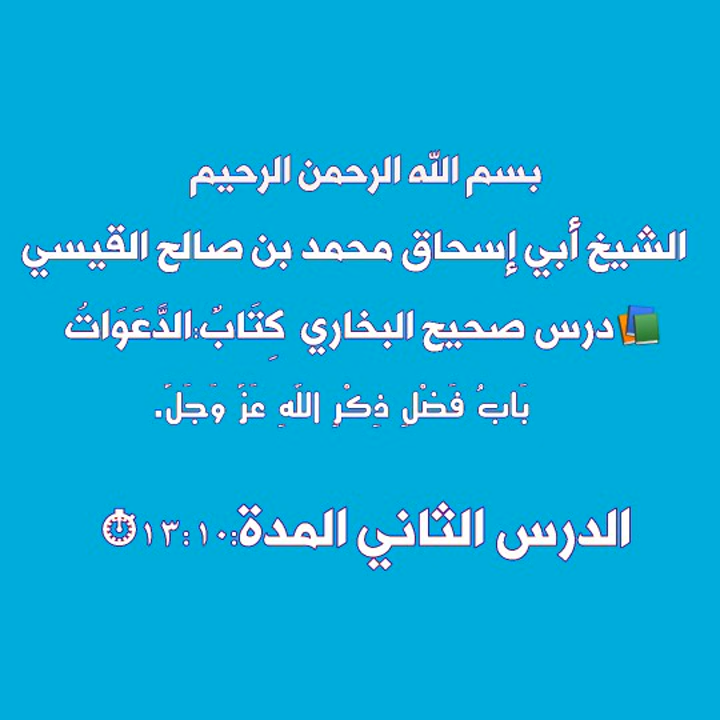 بسم الله الرحمن الرحيم
الشيخ أبي إسحاق محمد بن صالح القيسي
📚درس صحيح البخاري كِتَابٌ:الدَّعَوَاتُ
بَابُ فَضْلِ ذِكْرِ اللَّهِ عَزَّ وَجَلَّ.
الدرس الثاني المدة:١٣:١٠⏱